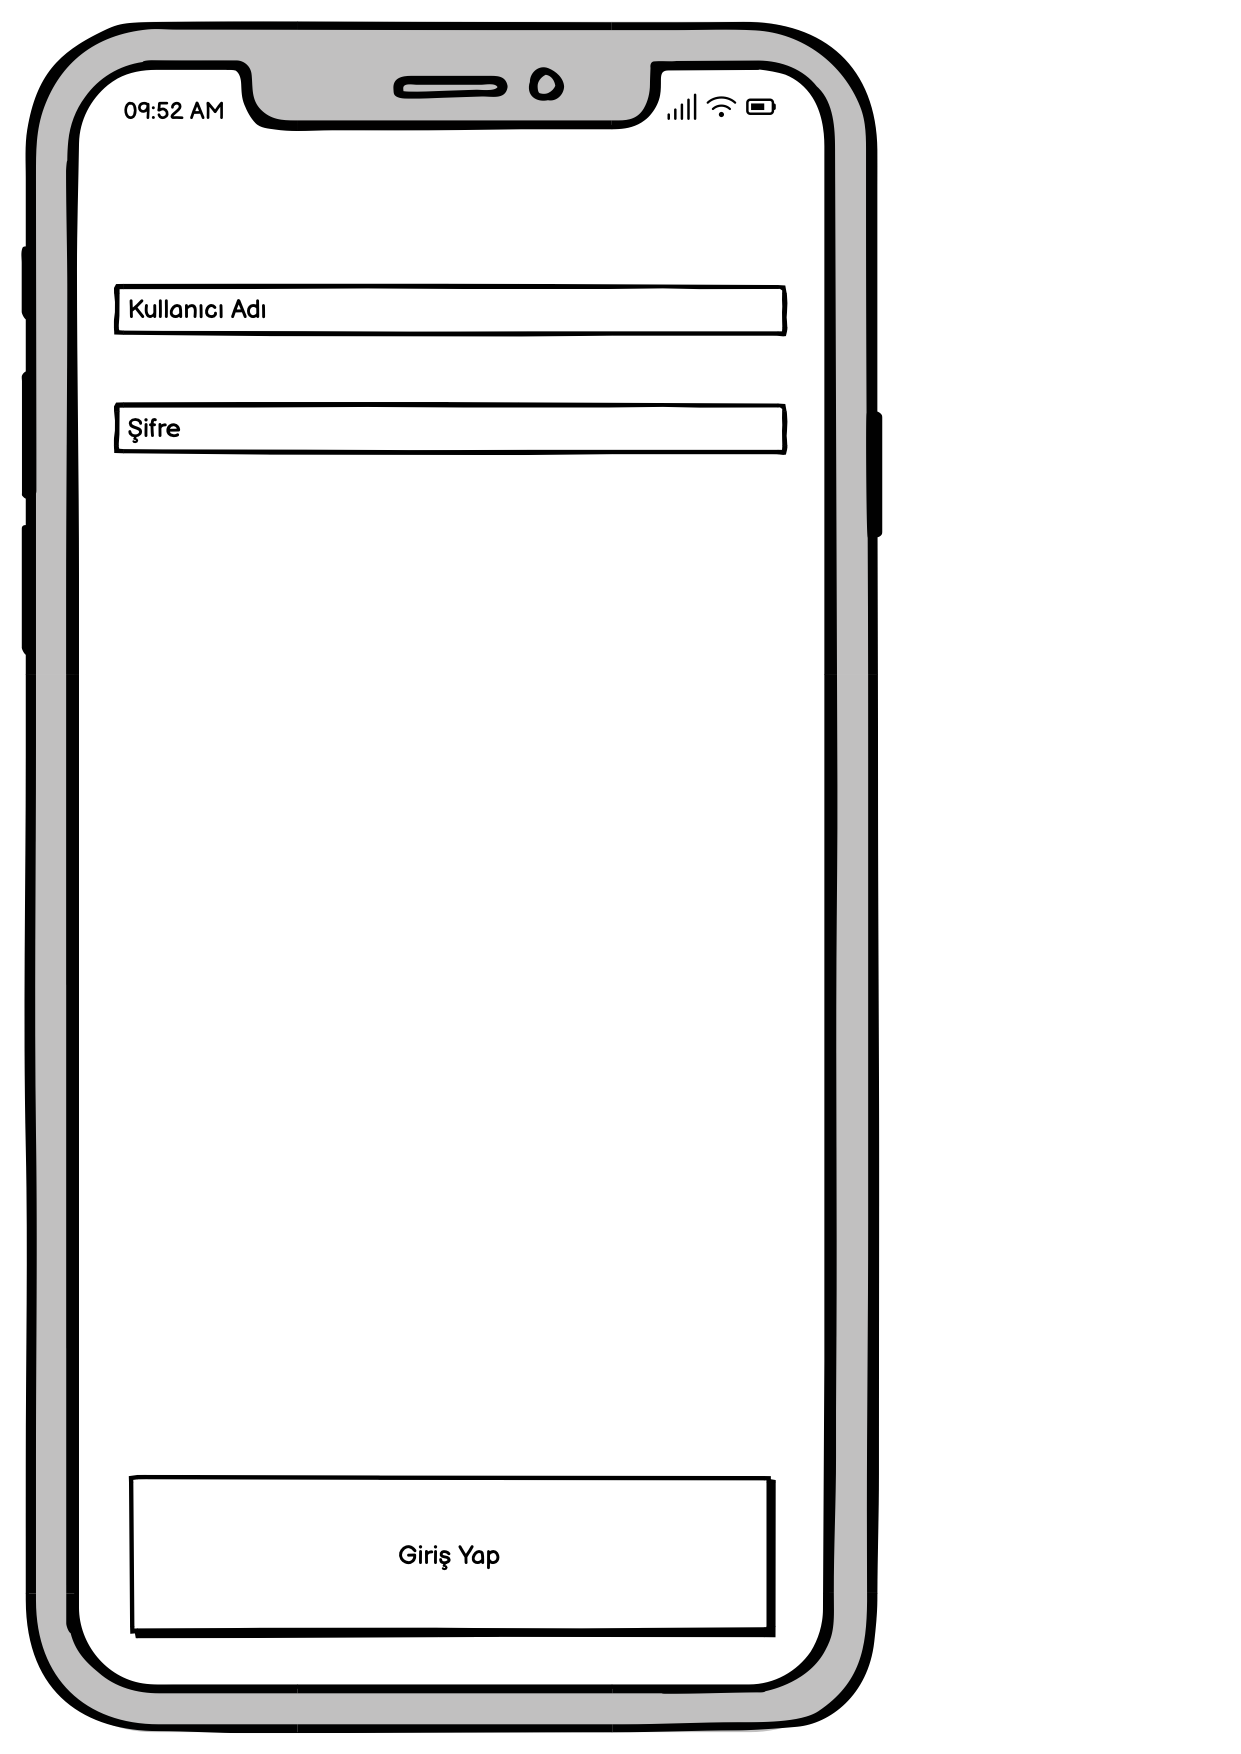 09:52 AM
Kullanıcı Adı
Şifre
Giriş Yap